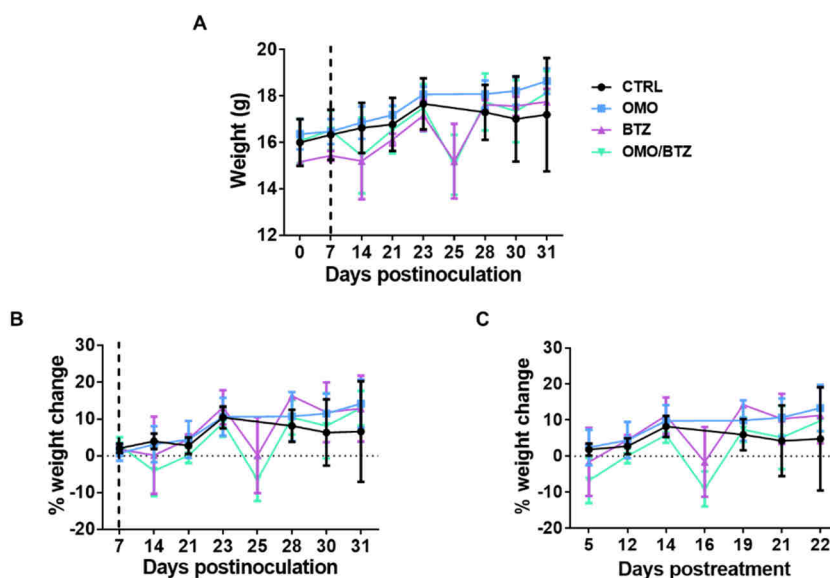 A
Weight (g)
20
18
16
14
12
0 7 14 21 23 25 28 30 31
Days postinoculation
CTRL
OMO
BTZ
OMO/BTZ
B
% weight change
30
20
10
0
-10
-20
7 14 21 23 25 28 30 31
Days postinoculation
C
% weight change
30
20
10
0
-10
-20
5 12 14 16 19 21 22
Days postreatment